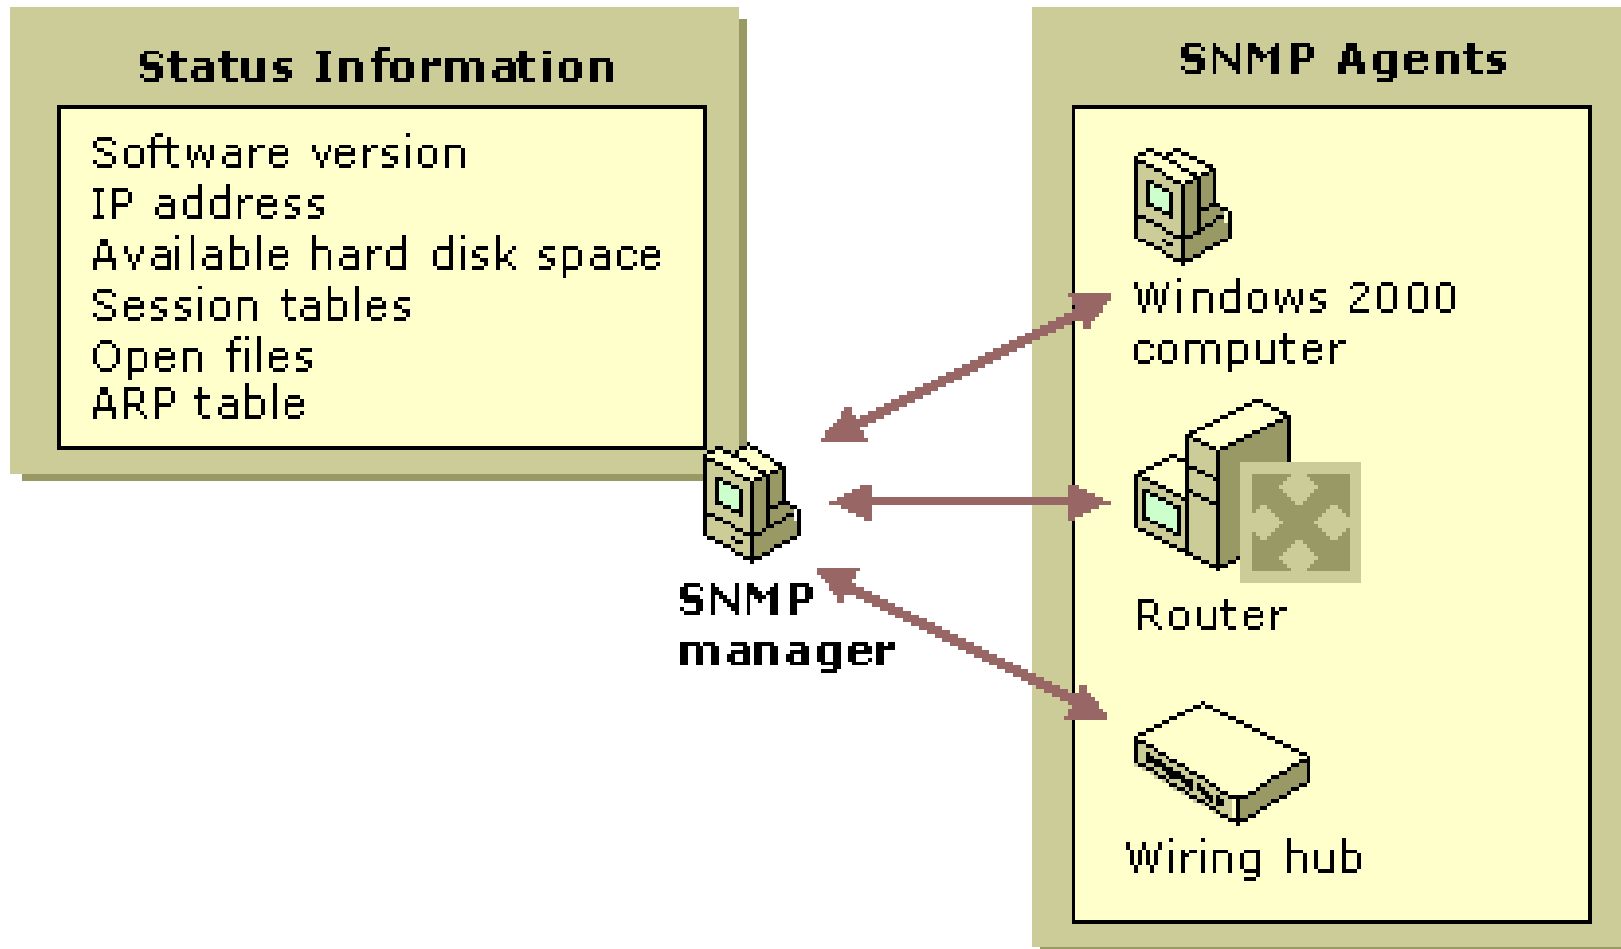 Status Information
Software version
IP address
Available hard disk space
Session tables
Open files
ARP table
SNMP
manager
SNMP Agents
Windows 2000
computer
Router
Wiring hub